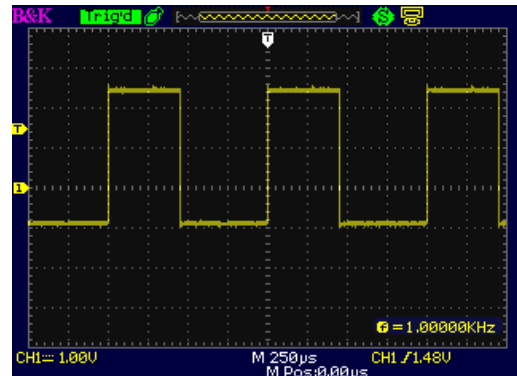 B&K Trig'd S
T
T
1
f = 1.00000KHz
CH1 1.00V M 250µs CH1 1.48V
M Pos:0.00µs